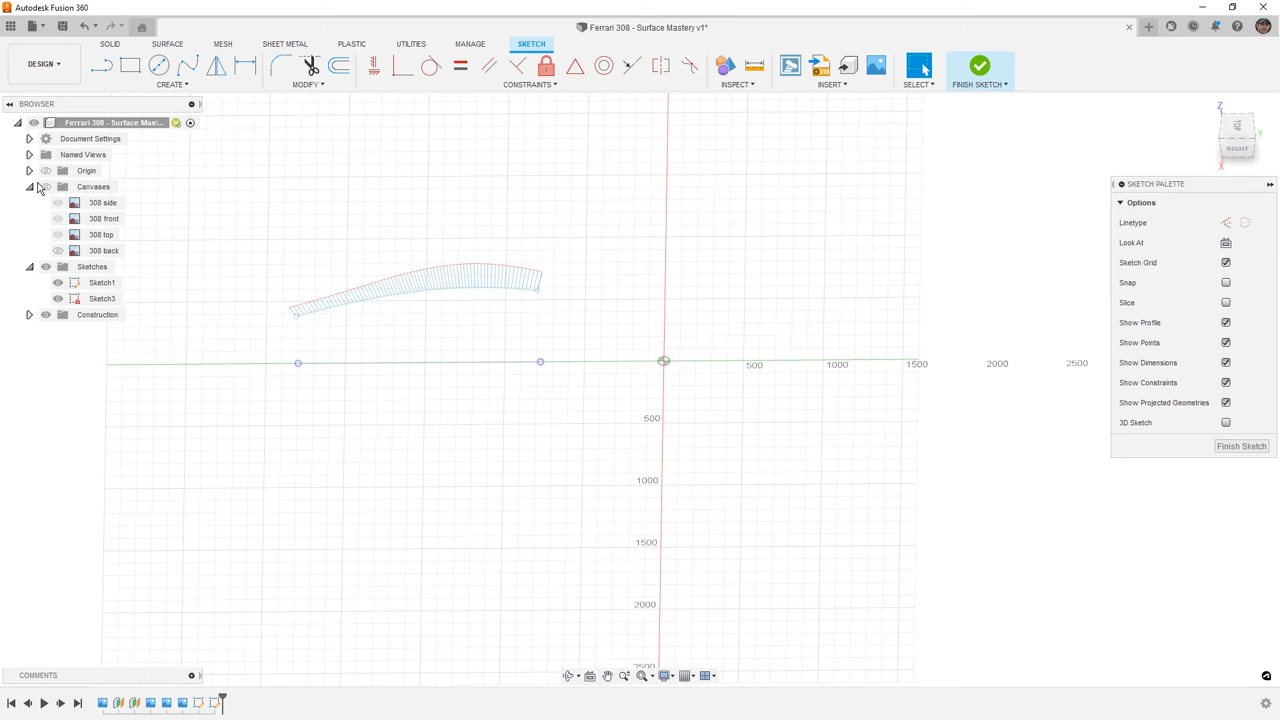 Autodesk Fusion 360
Ferrari 308 - Surface Mastery v1*
DESIGN
SOLID
SURFACE
MESH
SHEET METAL
PLASTIC
UTILITIES
MANAGE
SKETCH
CREATE
MODIFY
CONSTRAINTS
INSPECT
INSERT
SELECT
FINISH SKETCH
BROWSER
Ferrari 308 - Surface Mas...
Document Settings
Named Views
Origin
Canvases
308 side
308 front
308 top
308 back
Sketches
Sketch1
Sketch3
Construction
500
1000
1500
2000
2500
500
1000
1500
2000
2500
Z
Y
X
RIGHT
SKETCH PALETTE
Options
Linetype
Look At
Sketch Grid
Snap
Slice
Show Profile
Show Points
Show Dimensions
Show Constraints
Show Projected Geometries
3D Sketch
Finish Sketch
COMMENTS